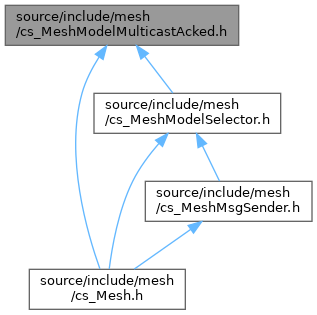 source/include/mesh
/cs_MeshModelMulticastAcked.h
source/include/mesh
/cs_MeshModelSelector.h
source/include/mesh
/cs_MeshMsgSender.h
source/include/mesh
/cs_Mesh.h